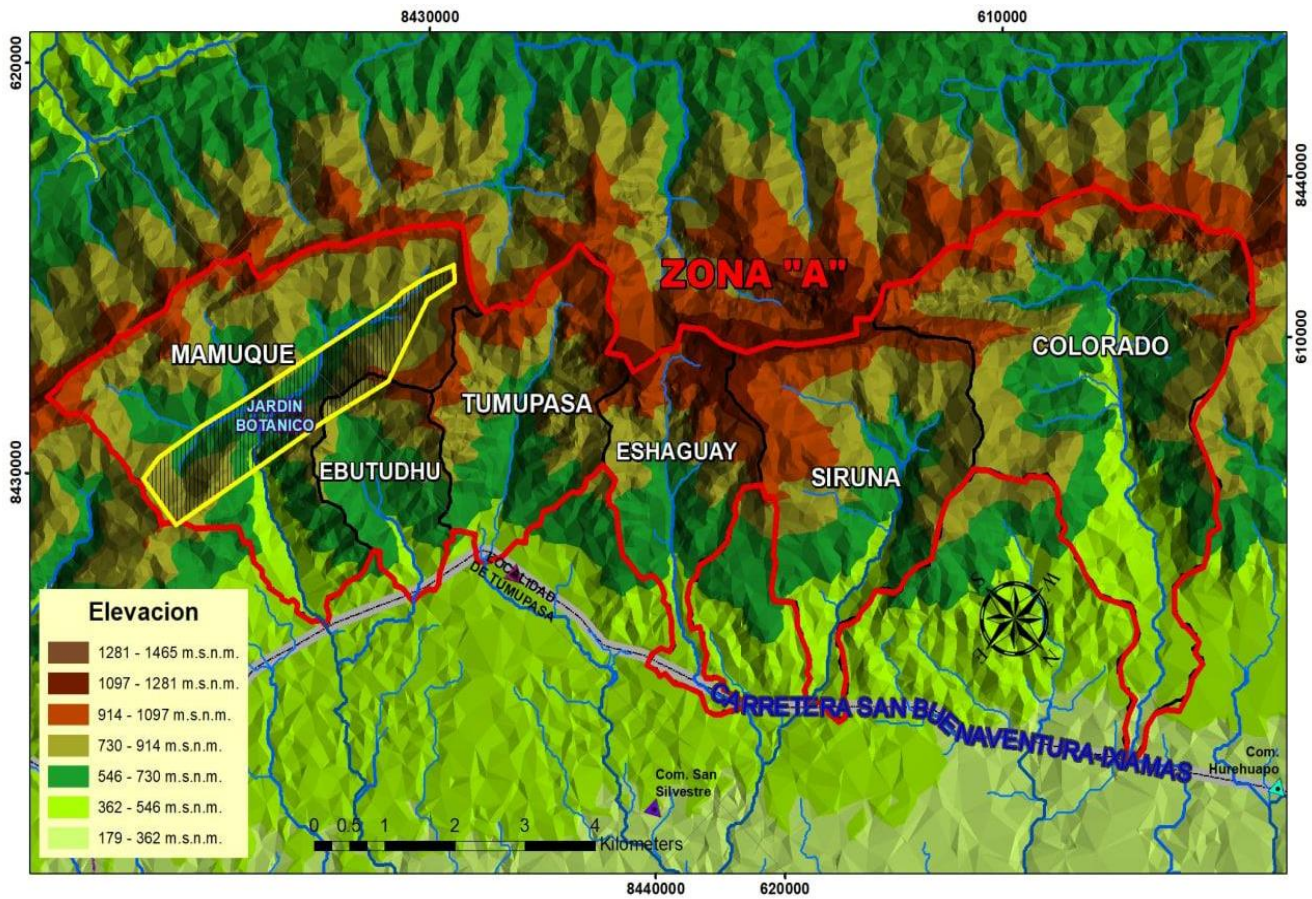 8430000
610000
620000
8440000
ZONA "A"
MAMUQUE
COLORADO
610000
JARDIN
BOTANICO
TUMUPASA
ESHAGUAY
EBUTUDHU
SIRUNA
8430000
LOCALIDAD
DE TUMUPASA
W
S
N
E
Elevacion
1281 - 1465 m.s.n.m.
1097 - 1281 m.s.n.m.
914 - 1097 m.s.n.m.
730 - 914 m.s.n.m.
546 - 730 m.s.n.m.
362 - 546 m.s.n.m.
179 - 362 m.s.n.m.
CARRETERA SAN BUENAVENTURA-IXIAMAS
Com. San
Silvestre
Com.
Hurehuapo
0 0.5 1 2 3 4
Kilometers
8440000
620000